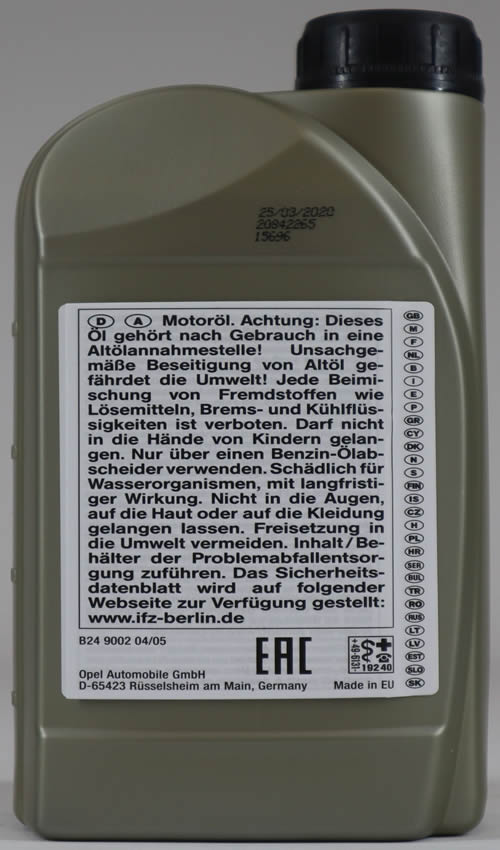 25/03/2020
20842265
15696
D A Motoröl. Achtung: Dieses
Öl gehört nach Gebrauch in eine
Altölannahmestelle! Unsachge-
mäße Beseitigung von Altöl ge-
fährdet die Umwelt! Jede Beimi-
schung von Fremdstoffen wie
Lösemitteln, Brems- und Kühlflüs-
sigkeiten ist verboten. Darf nicht
in die Hände von Kindern gelan-
gen. Nur über einen Benzin-Ölab-
scheider verwenden. Schädlich für
Wasserorganismen, mit langfristi-
ger Wirkung. Nicht in die Augen,
auf die Haut oder auf die Kleidung
gelangen lassen. Freisetzung in
die Umwelt vermeiden. Inhalt/Be-
hälter der Problemabfallentsor-
gung zuführen. Das Sicherheits-
datenblatt wird auf folgender
Webseite zur Verfügung gestellt:
www.ifz-berlin.de
GB
M
F
NL
B
I
E
P
GR
CY
DK
N
S
FIN
IS
CZ
H
PL
HR
SER
BUL
TR
RO
RUS
LT
LV
EST
SLO
SK
B24 9002 04/05
EAC
+49-6131-
19240
Opel Automobile GmbH
D-65423 Rüsselsheim am Main, Germany
Made in EU